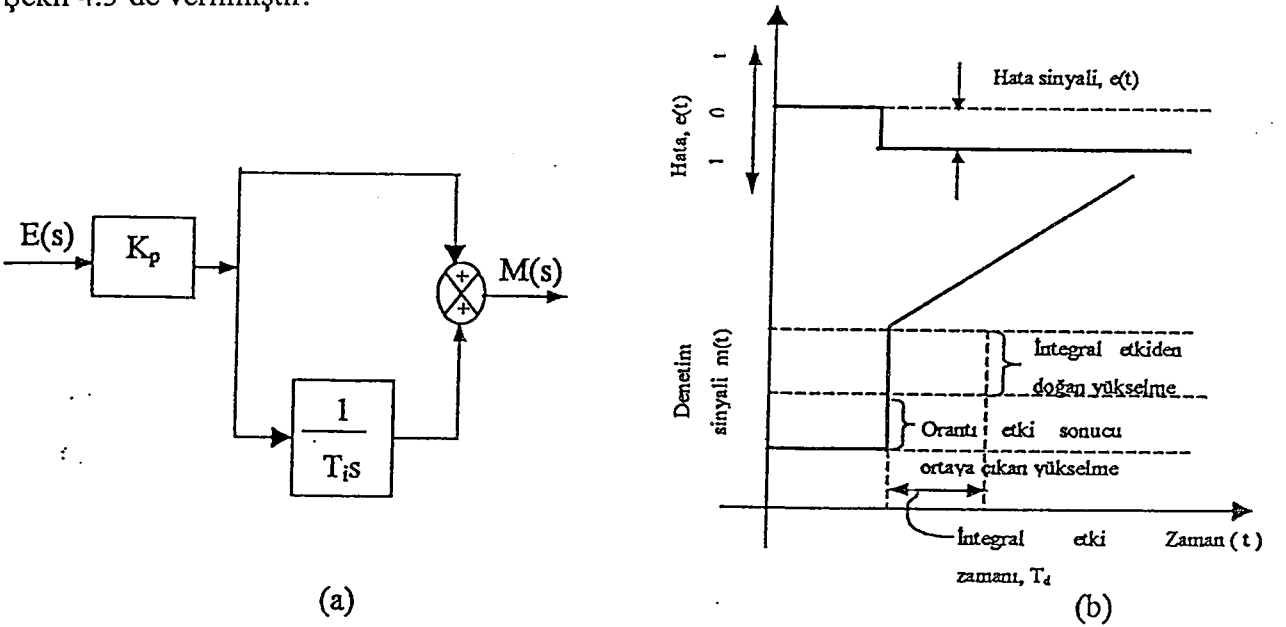 Şekil 4.3'de verilmiştir.
E(s)
K_p
+
+
M(s)
1
T_i s
(a)
Hata, e(t)
1 0 1
Hata sinyali, e(t)
Denetim
sinyali m(t)
İntegral etkiden
doğan yükselme
Orantı etki sonucu
ortaya çıkan yükselme
İntegral etki
zamanı, T_d
Zaman (t)
(b)